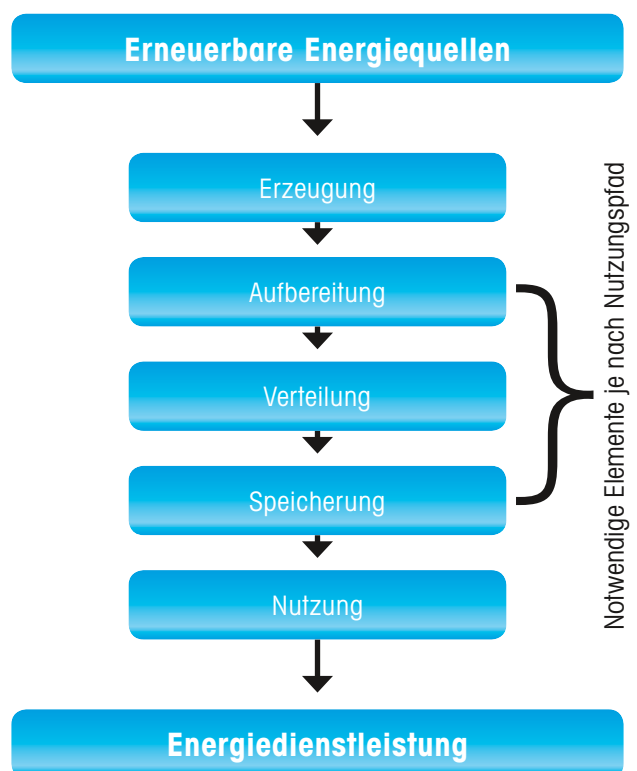 Erneuerbare Energiequellen
Erzeugung
Aufbereitung
Verteilung
Speicherung
Nutzung
Notwendige Elemente je nach Nutzungspfad
Energiedienstleistung